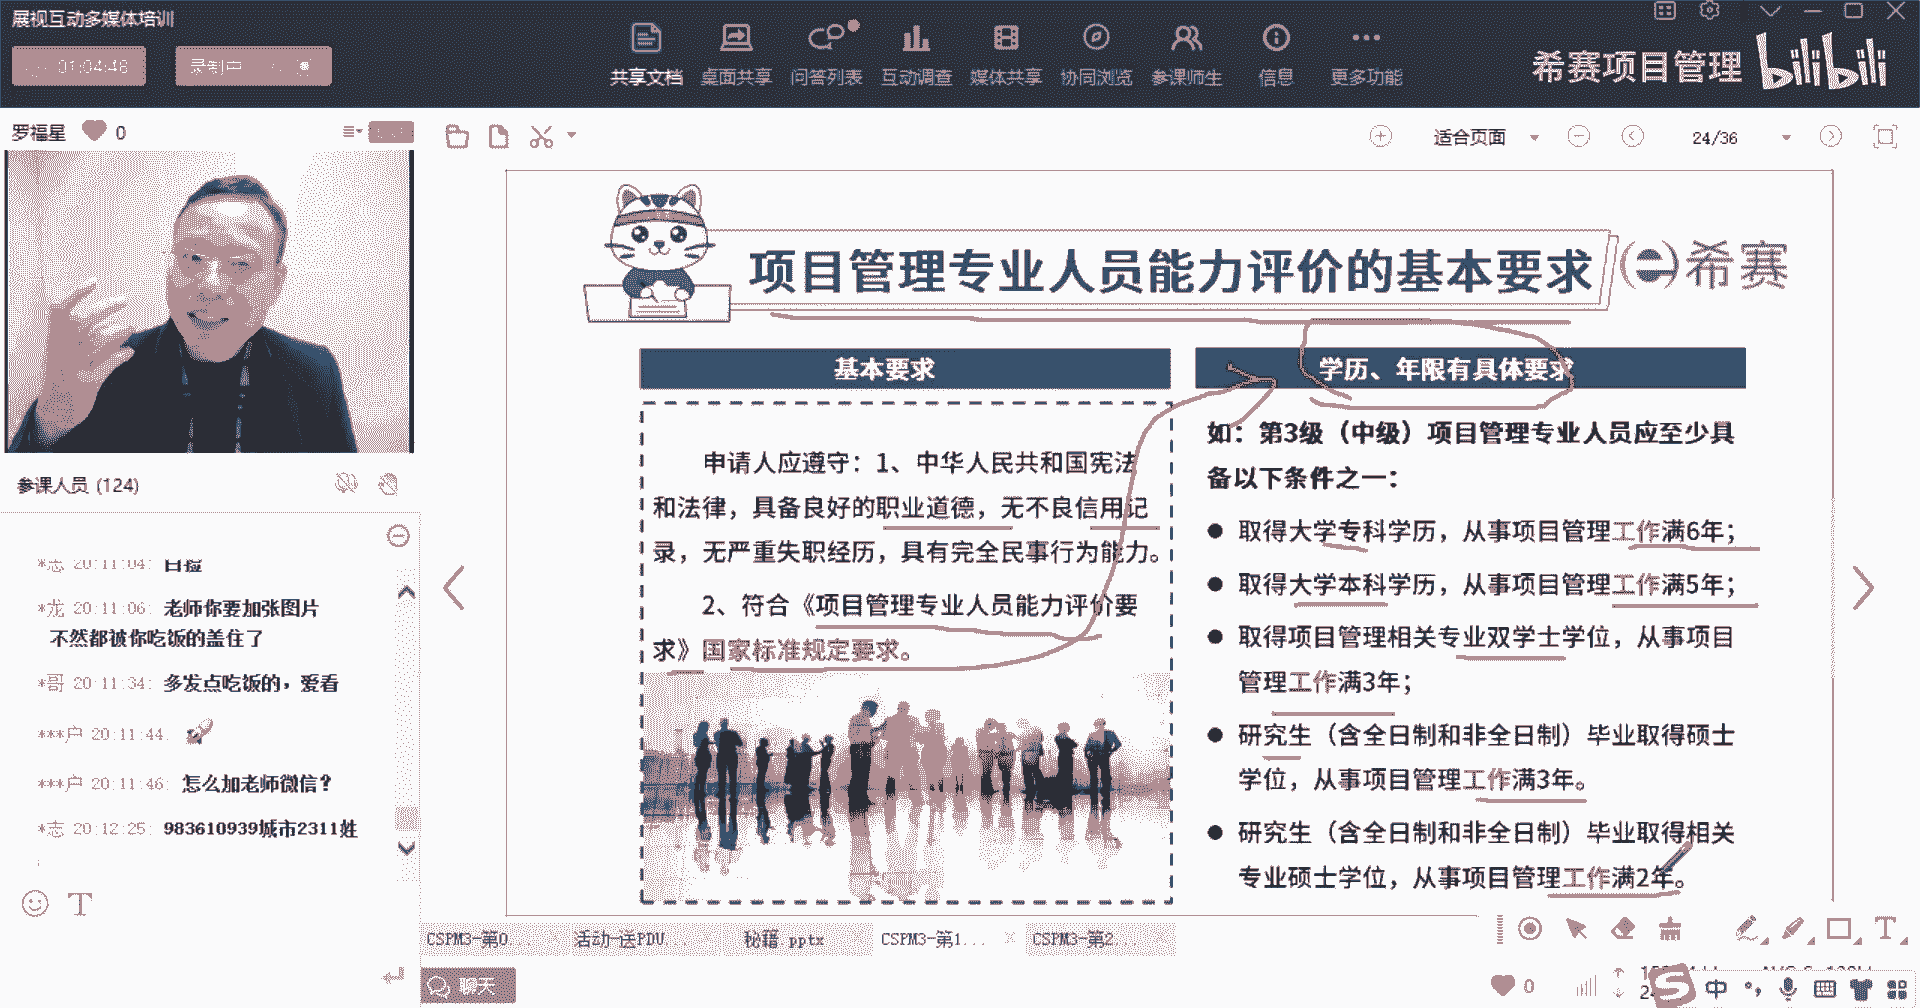 展视互动多媒体培训
01:04:48
录制中
共享文档
桌面共享
问答列表
互动调查
媒体共享
协同浏览
参课师生
信息
更多功能
希赛项目管理
bilibili
罗福星
0
适合页面
24/36
参课人员 (124)
*志 20:11:04:
*龙 20:11:06: 老师你要加张图片
不然都被你吃饭的盖住了
*哥 20:11:34: 多发点吃饭的，爱看
***户 20:11:44:
***户 20:11:46: 怎么加老师微信？
*志 20:12:25: 983610939城市2311姓
T
项目管理专业人员能力评价的基本要求
希赛
基本要求
申请人应遵守：1、中华人民共和国宪法
和法律，具备良好的职业道德，无不良信用记
录，无严重失职经历，具有完全民事行为能力。
2、符合《项目管理专业人员能力评价要
求》国家标准规定要求。
学历、年限有具体要求
如：第3级（中级）项目管理专业人员应至少具
备以下条件之一：
● 取得大学专科学历，从事项目管理工作满6年；
● 取得大学本科学历，从事项目管理工作满5年；
● 取得项目管理相关专业双学士学位，从事项目
管理工作满3年；
● 研究生（含全日制和非全日制）毕业取得硕士
学位，从事项目管理工作满3年。
● 研究生（含全日制和非全日制）毕业取得相关
专业硕士学位，从事项目管理工作满2年。
CSPM3-第0...
活动-送PDU...
秘籍 pptx
CSPM3-第1...
CSPM3-第2...
T
聊天
0
中